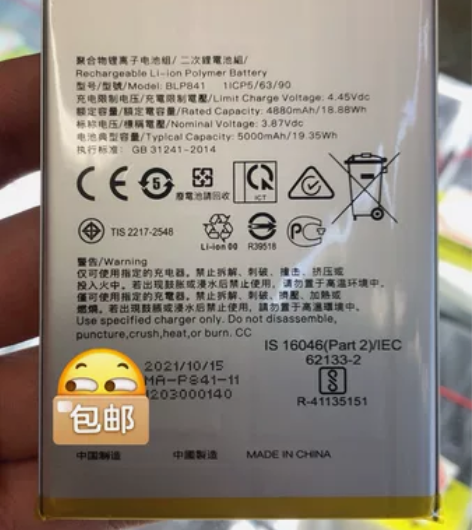 聚合物锂离子电池組/二次鋰電池組/
Rechargeable Li-ion Polymer Battery
型号/型號/Model: BLP841 1ICP5/63/90
充电限制电压/充電限制電壓/Limit Charge Voltage: 4.45Vdc
额定容量/額定容量/Rated Capacity: 4880mAh/18.88Wh
标称电压/標稱電壓/Nominal Voltage: 3.87Vdc
电池典型容量/Typical Capacity: 5000mAh/19.35Wh
执行标准: GB 31241-2014
CE
5
廢電池請回收
ICT
TIS 2217-2548
Li-ion 00
R39518
PC
警告/Warning
仅可使用指定的充电器。禁止拆解、刺破、撞击、挤压或
投入火中。若出现鼓胀或浸水后禁止使用。请勿置于高温环境中。
僅可使用指定的充電器。禁止拆解、刺破、擠壓、加熱或
燃燒。若出現鼓脹或浸水后禁止使用。請勿置于高溫環境中。
Use specified charger only. Do not disassemble,
puncture,crush,heat,or burn. CC
IS 16046(Part 2)/IEC
62133-2
R-41135151
2021/10/15
MA-P841-11
1203000140
包邮
中国制造 中國製造 MADE IN CHINA